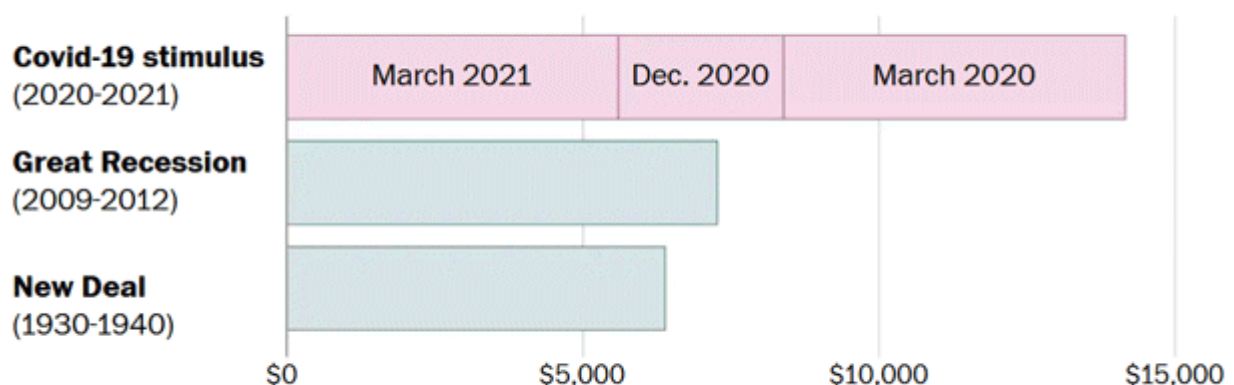 Covid-19 stimulus
(2020-2021)
March 2021
Dec. 2020
March 2020
Great Recession
(2009-2012)
New Deal
(1930-1940)
$0
$5,000
$10,000
$15,000